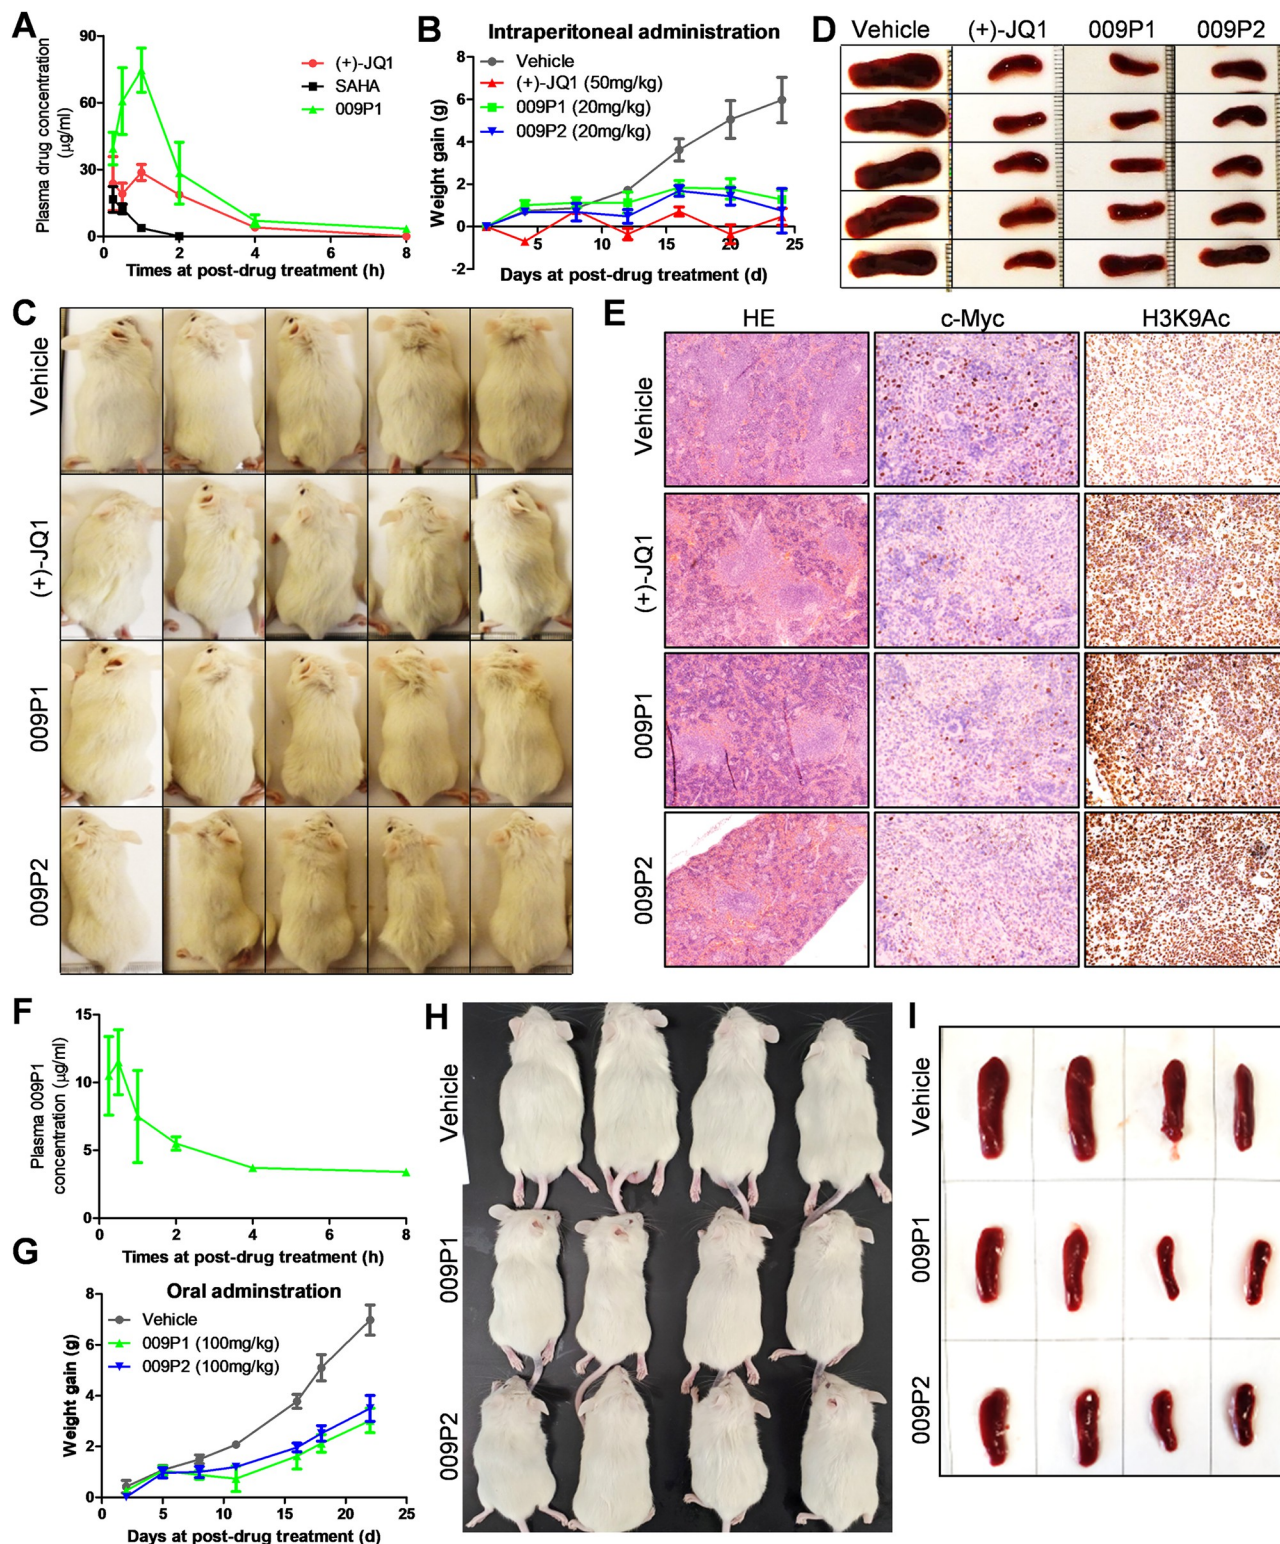 A
90
60
30
0
Plasma drug concentration
(µg/ml)
(+)-JQ1
SAHA
009P1
0 2 4 6 8
Times at post-drug treatment (h)
B
Intraperitoneal administration
8
6
4
2
0
-2
Weight gain (g)
Vehicle
(+)-JQ1 (50mg/kg)
009P1 (20mg/kg)
009P2 (20mg/kg)
5 10 15 20 25
Days at post-drug treatment (d)
D
Vehicle (+)-JQ1 009P1 009P2
C
Vehicle
(+)-JQ1
009P1
009P2
E
HE c-Myc H3K9Ac
Vehicle
(+)-JQ1
009P1
009P2
F
15
10
5
0
Plasma 009P1
concentration (µg/ml)
0 2 4 6 8
Times at post-drug treatment (h)
G
Oral adminstration
8
6
4
2
0
Weight gain (g)
Vehicle
009P1 (100mg/kg)
009P2 (100mg/kg)
0 5 10 15 20 25
Days at post-drug treatment (d)
H
Vehicle
009P1
009P2
I
Vehicle
009P1
009P2